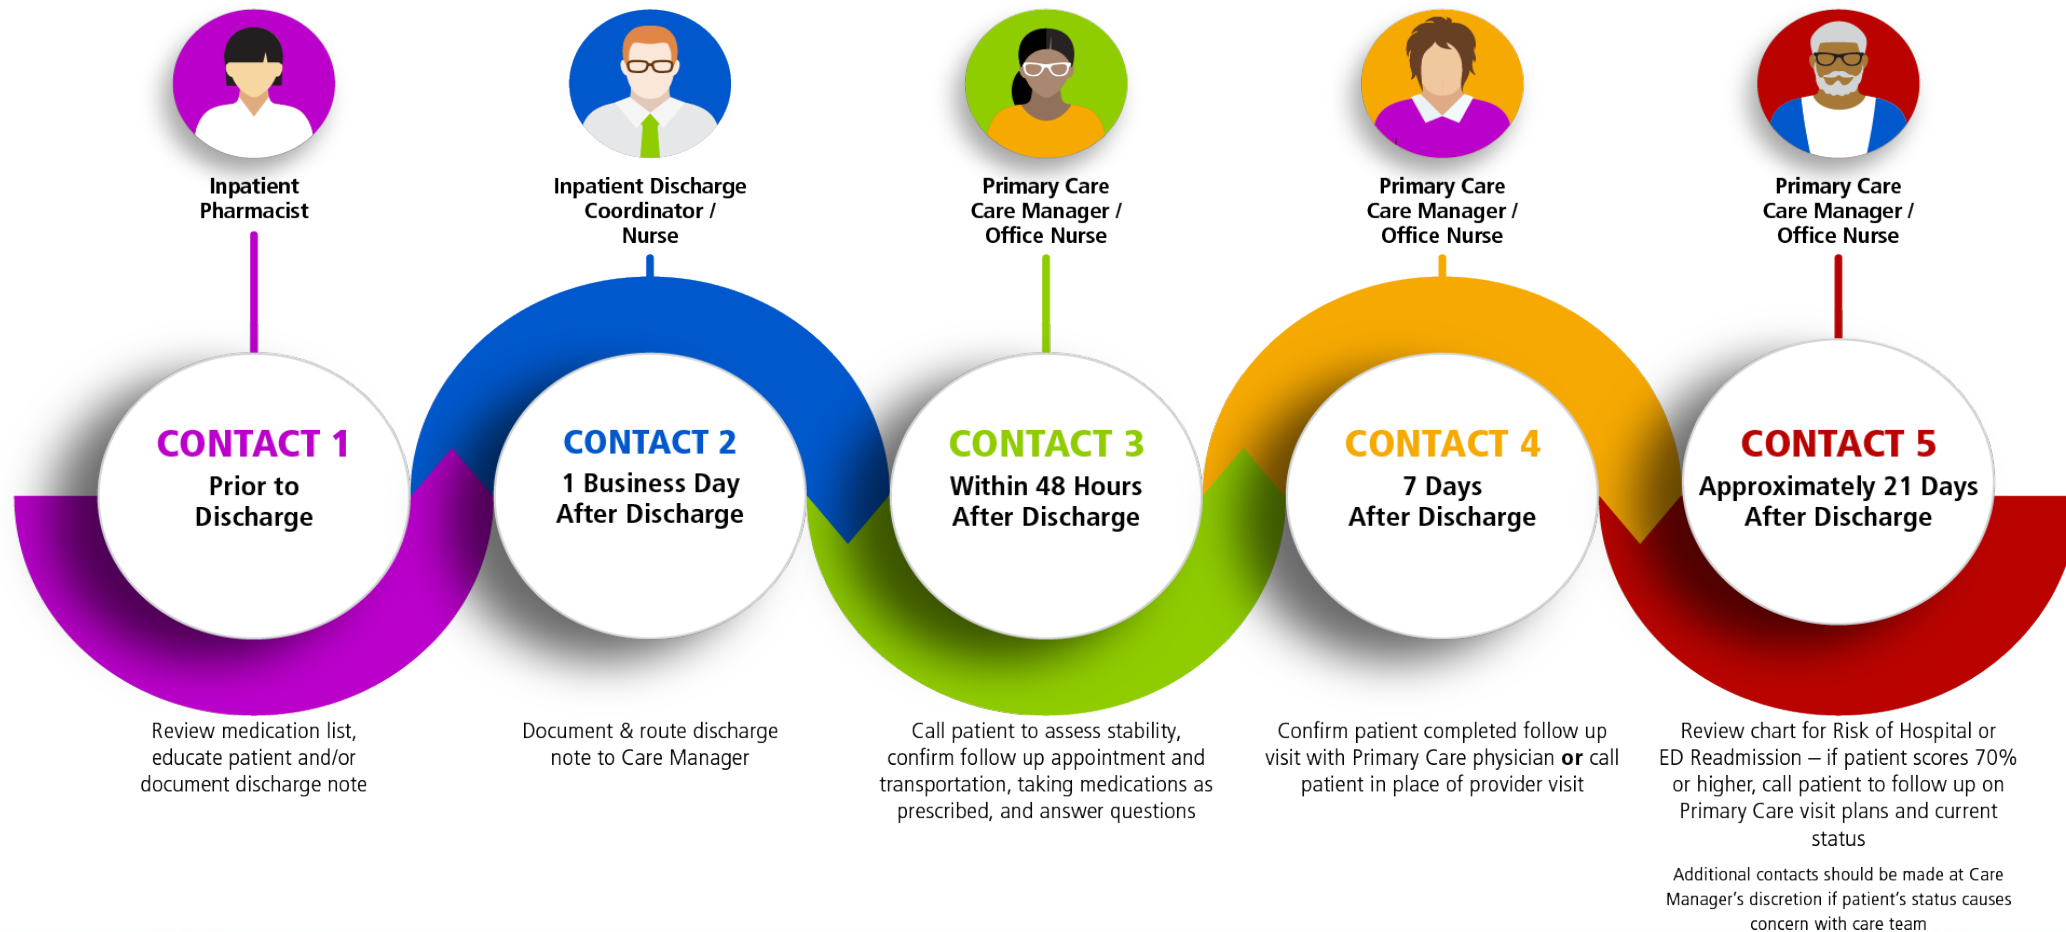 Inpatient
Pharmacist
Inpatient Discharge
Coordinator /
Nurse
Primary Care
Care Manager /
Office Nurse
Primary Care
Care Manager /
Office Nurse
Primary Care
Care Manager /
Office Nurse
CONTACT 1
Prior to
Discharge
CONTACT 2
1 Business Day
After Discharge
CONTACT 3
Within 48 Hours
After Discharge
CONTACT 4
7 Days
After Discharge
CONTACT 5
Approximately 21 Days
After Discharge
Review medication list,
educate patient and/or
document discharge note
Document & route discharge
note to Care Manager
Call patient to assess stability,
confirm follow up appointment and
transportation, taking medications as
prescribed, and answer questions
Confirm patient completed follow up
visit with Primary Care physician or call
patient in place of provider visit
Review chart for Risk of Hospital or
ED Readmission – if patient scores 70%
or higher, call patient to follow up on
Primary Care visit plans and current
status
Additional contacts should be made at Care
Manager's discretion if patient's status causes
concern with care team